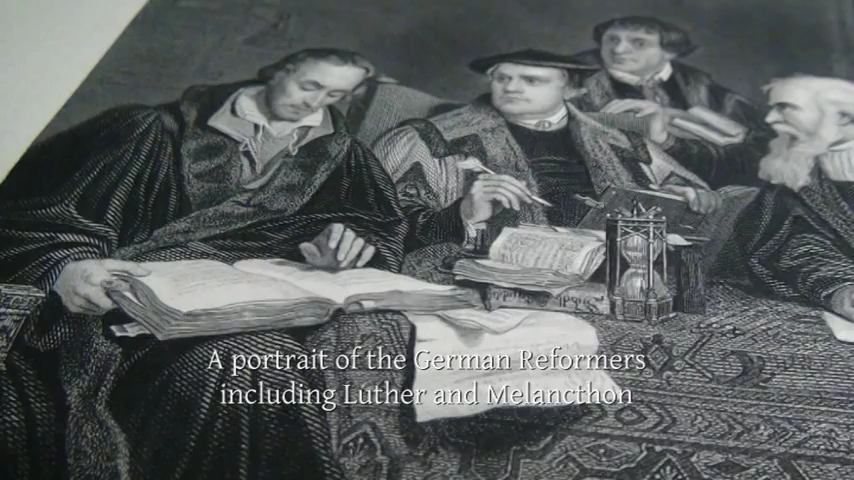 A portrait of the German Reformers
including Luther and Melancthon